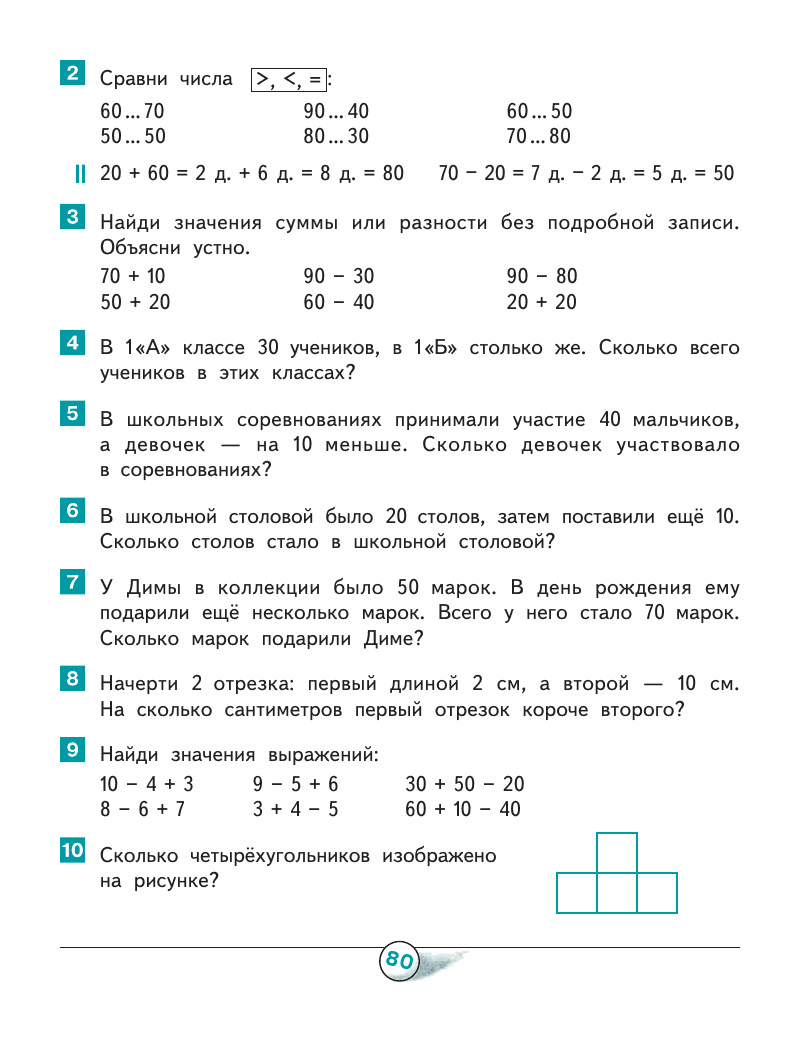 2 Сравни числа >, <, = :
60 ... 70 90 ... 40 60 ... 50
50 ... 50 80 ... 30 70 ... 80
20 + 60 = 2 д. + 6 д. = 8 д. = 80 70 − 20 = 7 д. − 2 д. = 5 д. = 50
3 Найди значения суммы или разности без подробной записи.
Объясни устно.
70 + 10 90 − 30 90 − 80
50 + 20 60 − 40 20 + 20
4 В 1«А» классе 30 учеников, в 1«Б» столько же. Сколько всего
учеников в этих классах?
5 В школьных соревнованиях принимали участие 40 мальчиков,
а девочек — на 10 меньше. Сколько девочек участвовало
в соревнованиях?
6 В школьной столовой было 20 столов, затем поставили ещё 10.
Сколько столов стало в школьной столовой?
7 У Димы в коллекции было 50 марок. В день рождения ему
подарили ещё несколько марок. Всего у него стало 70 марок.
Сколько марок подарили Диме?
8 Начерти 2 отрезка: первый длиной 2 см, а второй — 10 см.
На сколько сантиметров первый отрезок короче второго?
9 Найди значения выражений:
10 − 4 + 3 9 − 5 + 6 30 + 50 − 20
8 − 6 + 7 3 + 4 − 5 60 + 10 − 40
10 Сколько четырёхугольников изображено
на рисунке?
80